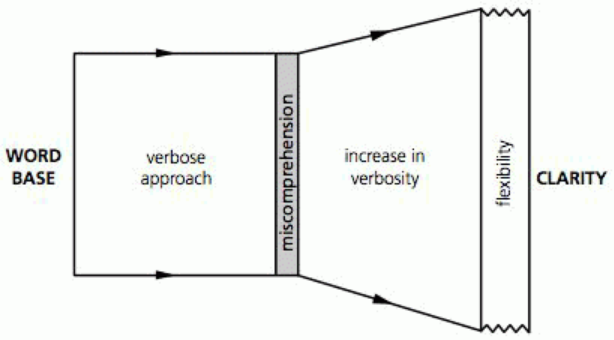 WORD
BASE
verbose
approach
miscomprehension
increase in
verbosity
flexibility
CLARITY